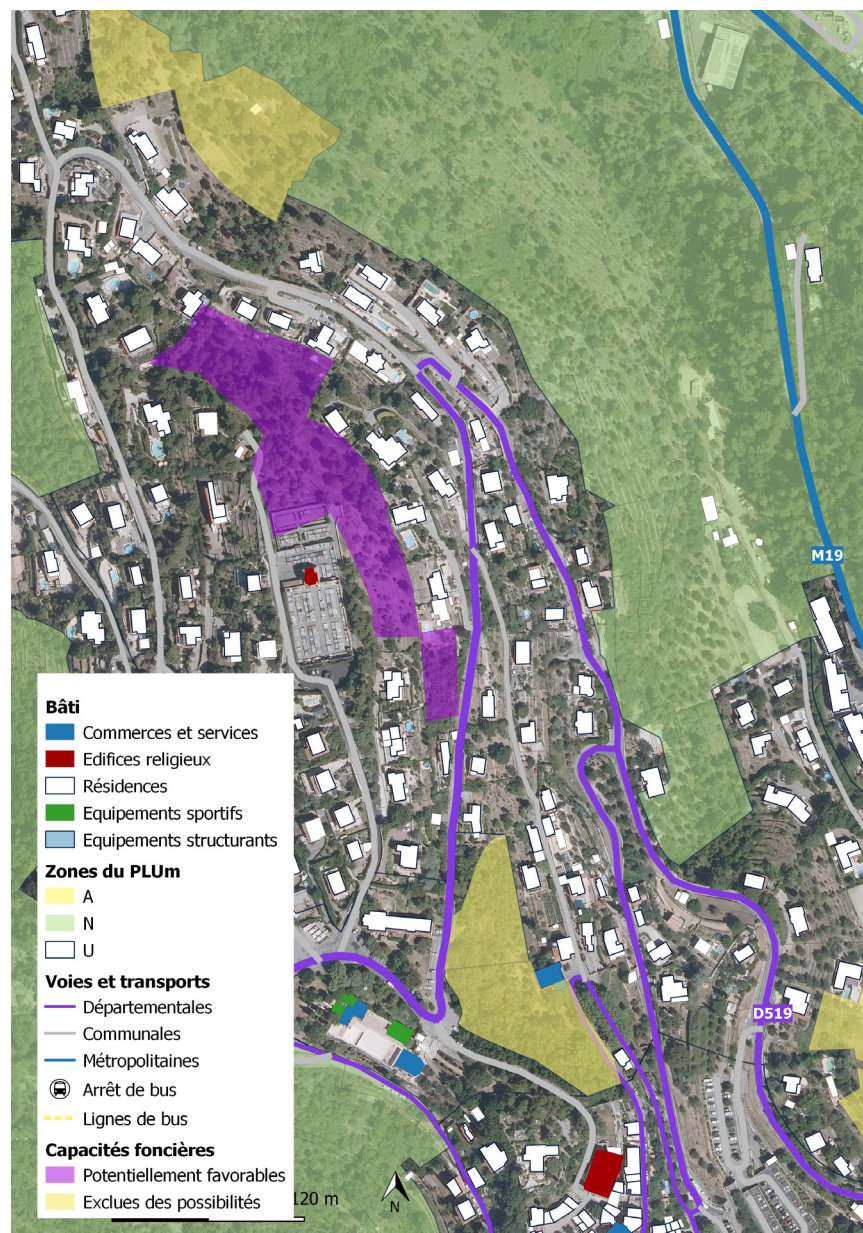 M19
Bâti
Commerces et services
Edifices religieux
Résidences
Equipements sportifs
Equipements structurants
Zones du PLUm
A
N
U
Voies et transports
Départementales
Communales
Métropolitaines
Arrêt de bus
Lignes de bus
Capacités foncières
Potentiellement favorables
Exclues des possibilités
D519
120 m
N